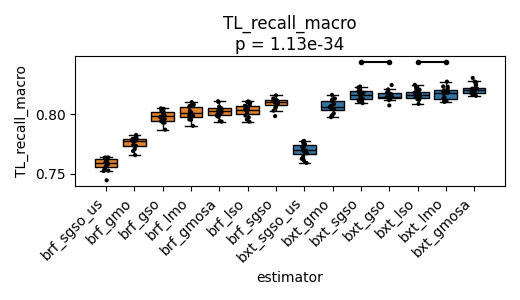 TL_recall_macro
p = 1.13e-34
TL_recall_macro
0.80
0.75
brf_sgso_us
brf_gmo
brf_gso
brf_lmo
brf_gmosa
brf_lso
brf_sgso
bxt_sgso_us
bxt_gmo
bxt_sgso
bxt_gso
bxt_lso
bxt_lmo
bxt_gmosa
estimator